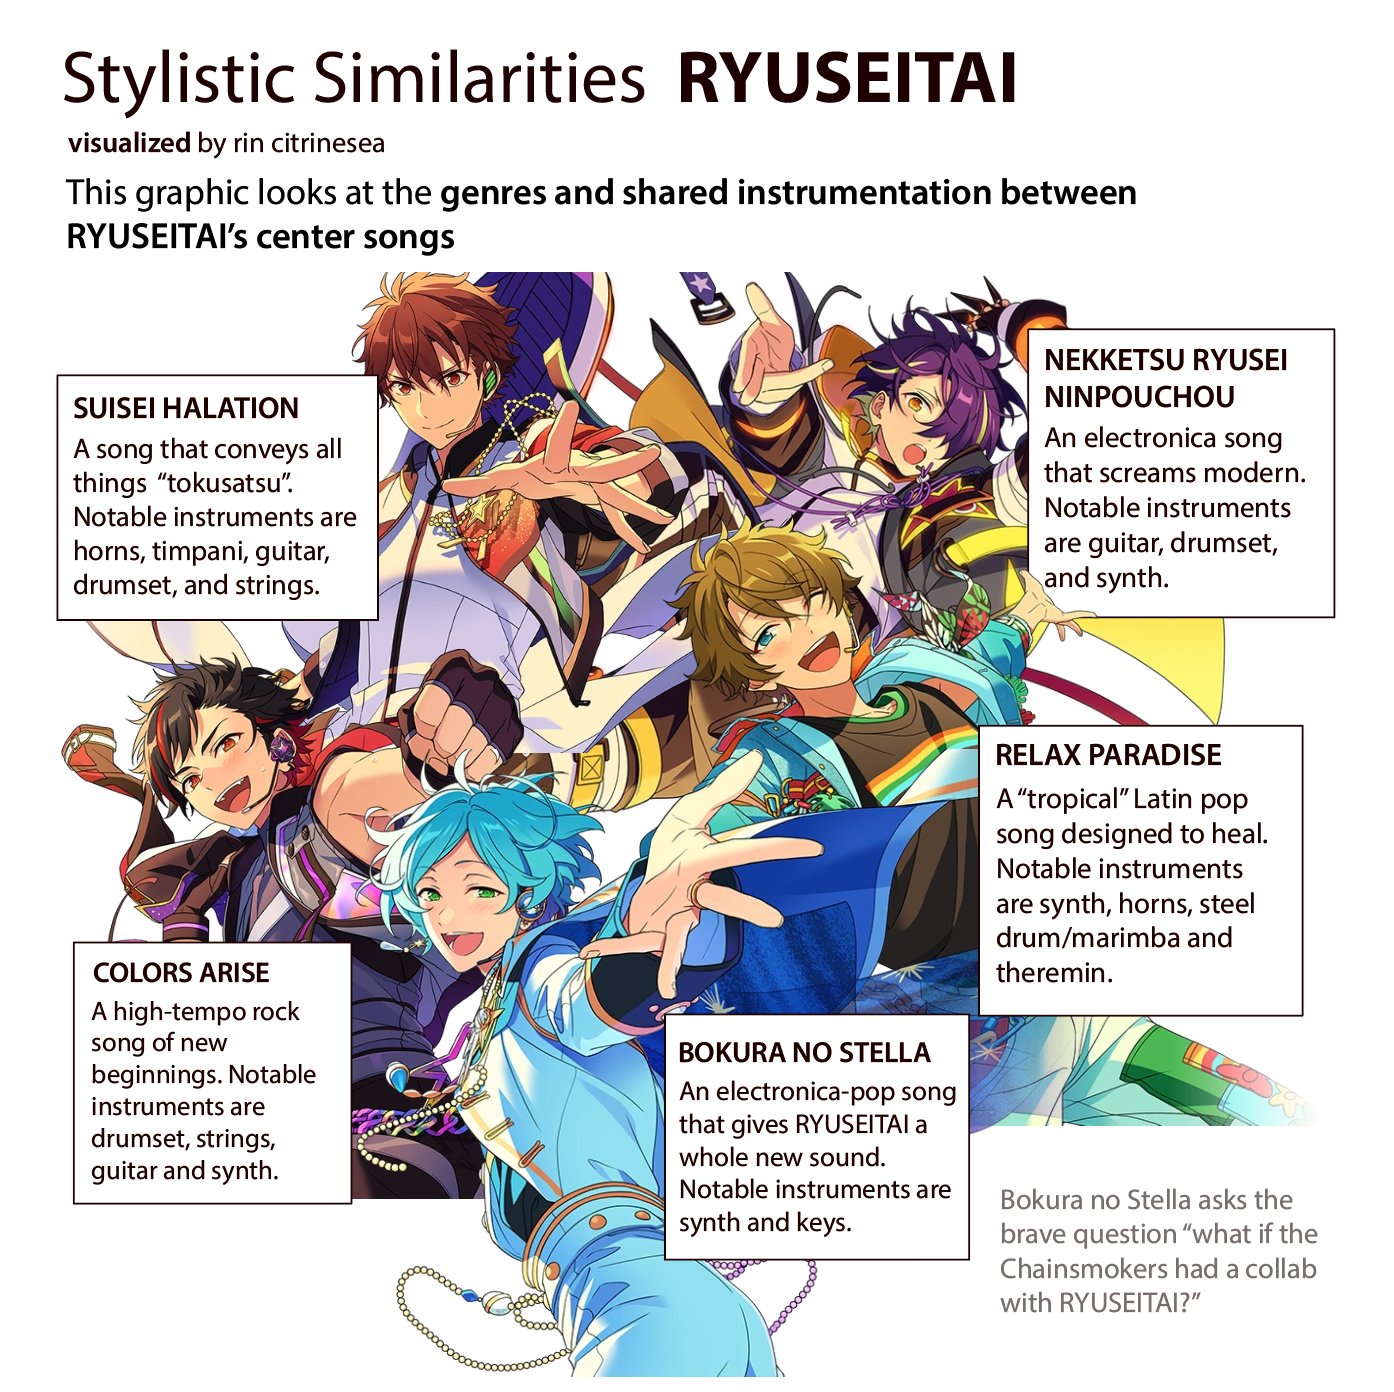 Stylistic Similarities RYUSEITAI
visualized by rin citrinesea
This graphic looks at the genres and shared instrumentation between
RYUSEITAI's center songs
SUISEI HALATION
A song that conveys all
things "tokusatsu".
Notable instruments are
horns, timpani, guitar,
drumset, and strings.
NEKKETSU RYUSEI
NINPOUCHOU
An electronica song
that screams modern.
Notable instruments
are guitar, drumset,
and synth.
RELAX PARADISE
A "tropical" Latin pop
song designed to heal.
Notable instruments
are synth, horns, steel
drum/marimba and
theremin.
COLORS ARISE
A high-tempo rock
song of new
beginnings. Notable
instruments are
drumset, strings,
guitar and synth.
BOKURA NO STELLA
An electronica-pop song
that gives RYUSEITAI a
whole new sound.
Notable instruments are
synth and keys.
Bokura no Stella asks the
brave question "what if the
Chainsmokers had a collab
with RYUSEITAI?"